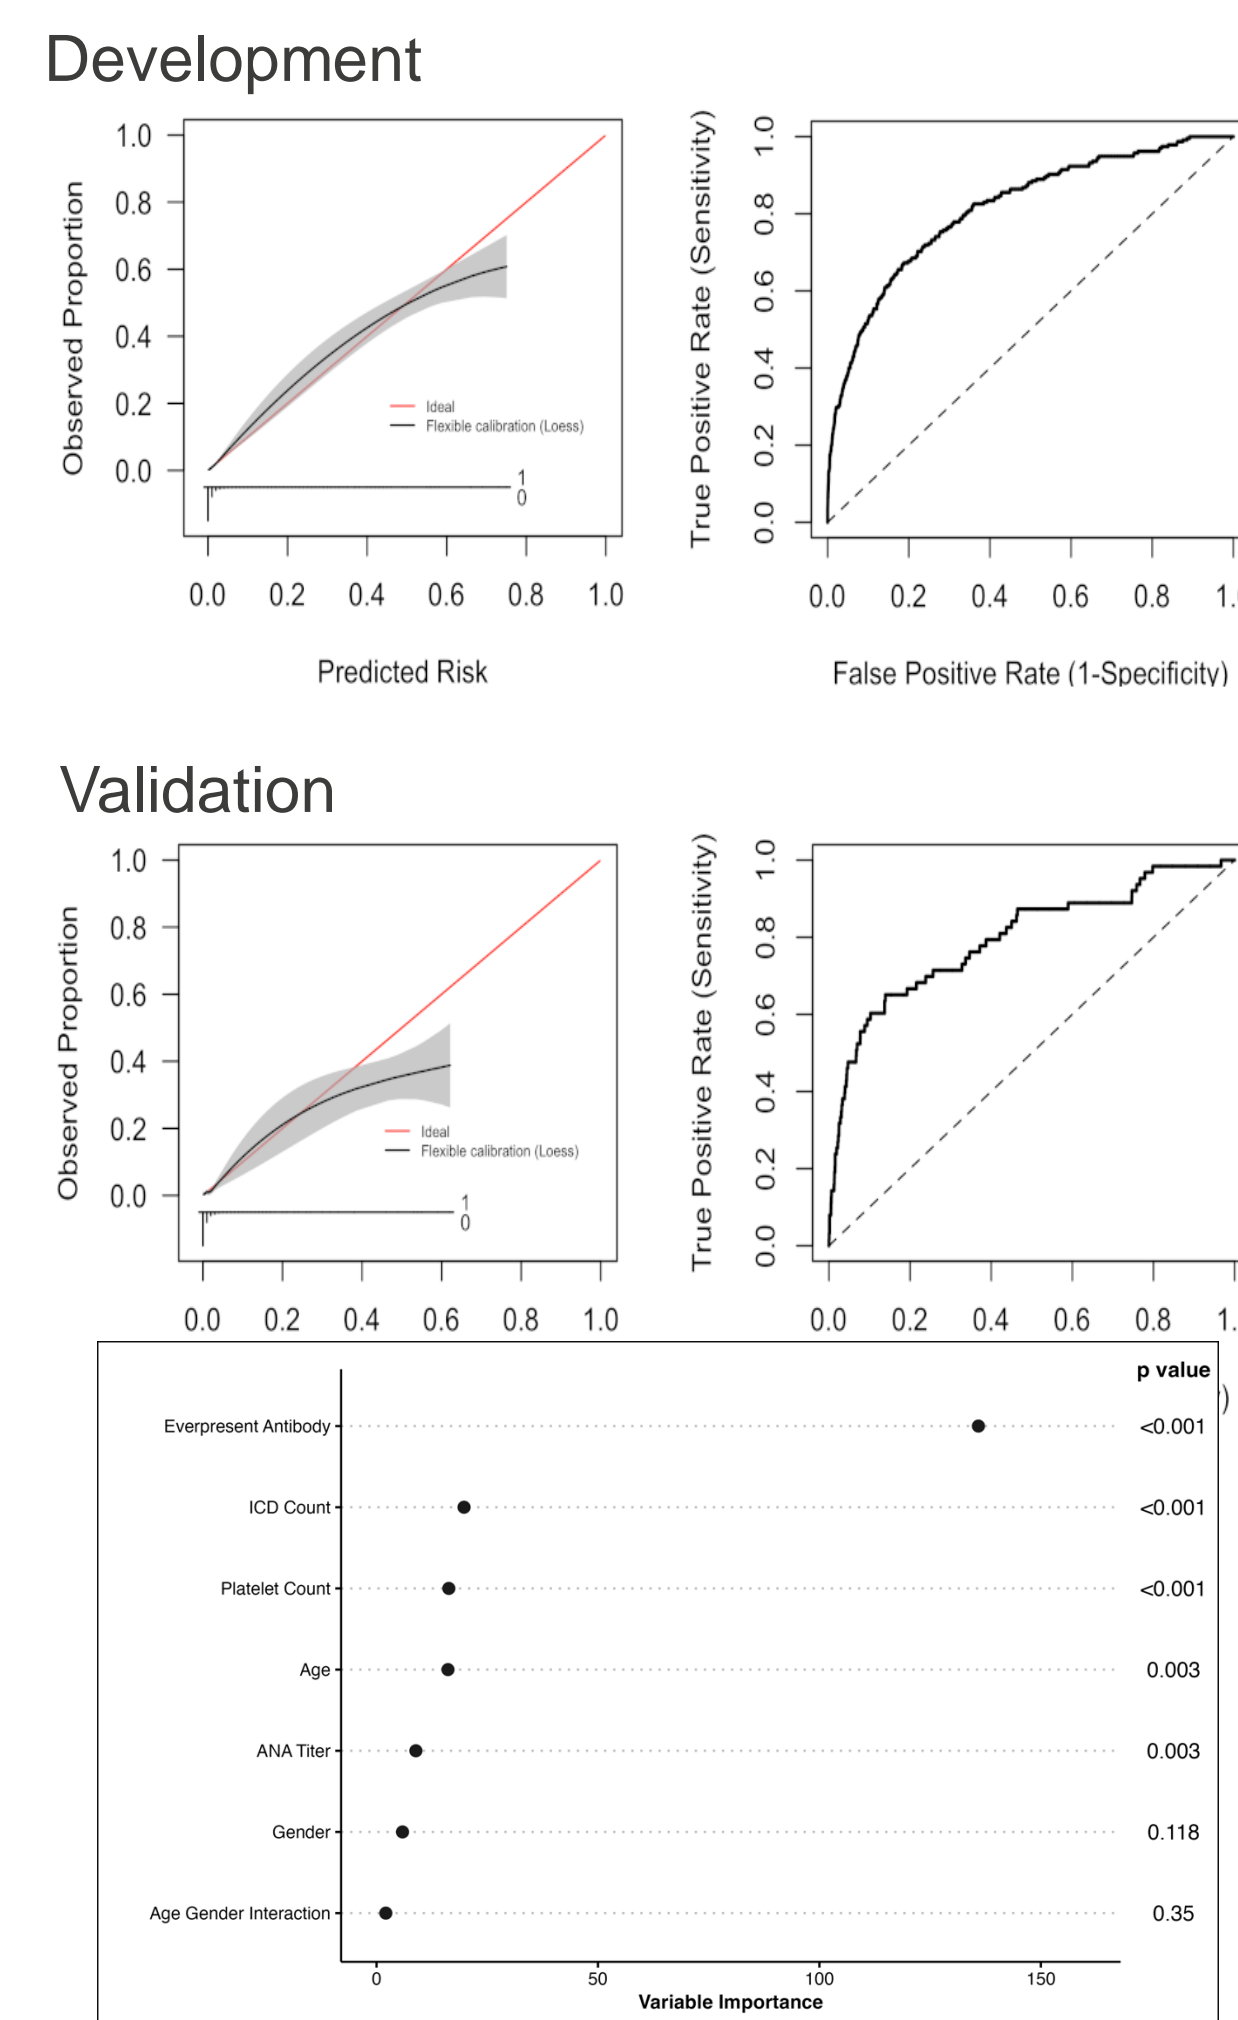 Development
Observed Proportion
1.0
0.8
0.6
0.4
0.2
0.0
Ideal
Flexible calibration (Loess)
1
0
0.0 0.2 0.4 0.6 0.8 1.0
Predicted Risk
True Positive Rate (Sensitivity)
1.0
0.8
0.6
0.4
0.2
0.0
0.0 0.2 0.4 0.6 0.8
False Positive Rate (1-Specificity)
Validation
Observed Proportion
1.0
0.8
0.6
0.4
0.2
0.0
Ideal
Flexible calibration (Loess)
1
0
0.0 0.2 0.4 0.6 0.8 1.0
True Positive Rate (Sensitivity)
1.0
0.8
0.6
0.4
0.2
0.0
0.0 0.2 0.4 0.6 0.8
p value
Everpresent Antibody <0.001
ICD Count <0.001
Platelet Count <0.001
Age 0.003
ANA Titer 0.003
Gender 0.118
Age Gender Interaction 0.35
0 50 100 150
Variable Importance